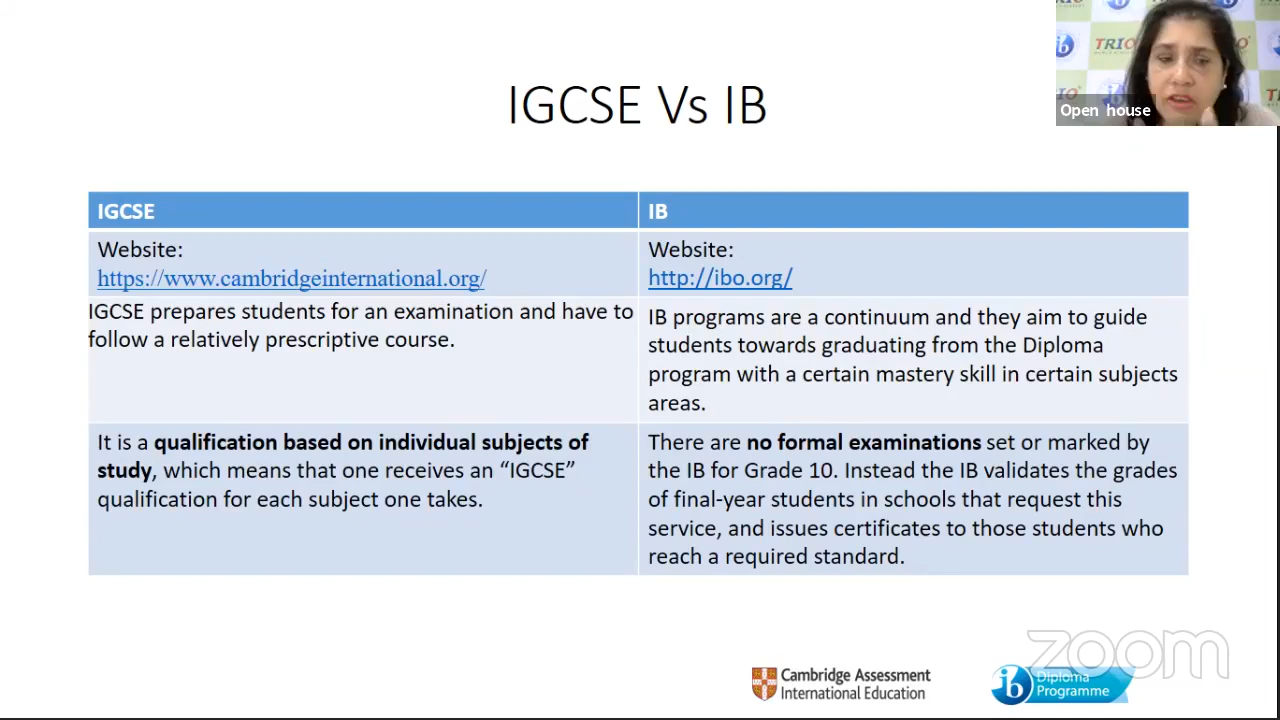 IGCSE Vs IB
TRIO
Open house
IGCSE
IB
Website:
https://www.cambridgeinternational.org/
Website:
http://ibo.org/
IGCSE prepares students for an examination and have to
follow a relatively prescriptive course.
IB programs are a continuum and they aim to guide
students towards graduating from the Diploma
program with a certain mastery skill in certain subjects
areas.
It is a qualification based on individual subjects of
study, which means that one receives an “IGCSE”
qualification for each subject one takes.
There are no formal examinations set or marked by
the IB for Grade 10. Instead the IB validates the grades
of final-year students in schools that request this
service, and issues certificates to those students who
reach a required standard.
Cambridge Assessment
International Education
ib
Diploma
Programme
zoom